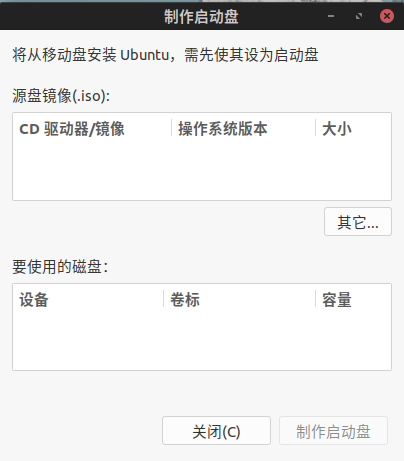 制作启动盘
将从移动盘安装 Ubuntu，需先使其设为启动盘
源盘镜像(.iso):
CD 驱动器/镜像 操作系统版本 大小
其它...
要使用的磁盘：
设备 卷标 容量
关闭(C) 制作启动盘